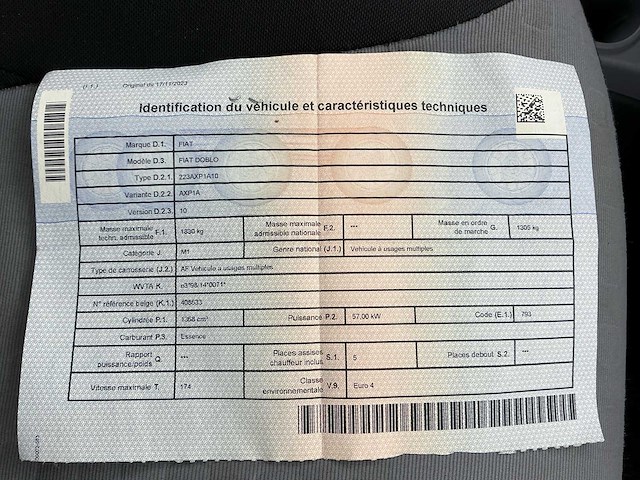 Original du 17/11/2023
Identification du véhicule et caractéristiques techniques
Marque D.1. FIAT
Modèle D.3. FIAT DOBLO
Type D.2.1. 223AXP1A10
Variante D.2.2. AXP1A
Version D.2.3. 10
Masse maximale techn. admissible F.1. 1830 kg Masse maximale admissible nationale F.2. --- Masse en ordre de marche G. 1305 kg
Catégorie J. M1 Genre national (J.1.) Véhicule à usages multiples
Type de carrosserie (J.2.) AF Véhicule à usages multiples
WVTA K. e3*98/14*0071*
N° référence belge (K.1.) 408633
Cylindrée P.1. 1368 cm³ Puissance P.2. 57.00 kW Code (E.1.) 793
Carburant P.3. Essence
Rapport puissance/poids Q. --- Places assises chauffeur inclus S.1. 5 Places debout S.2. ---
Vitesse maximale T. 174 Classe environnementale V.9. Euro 4